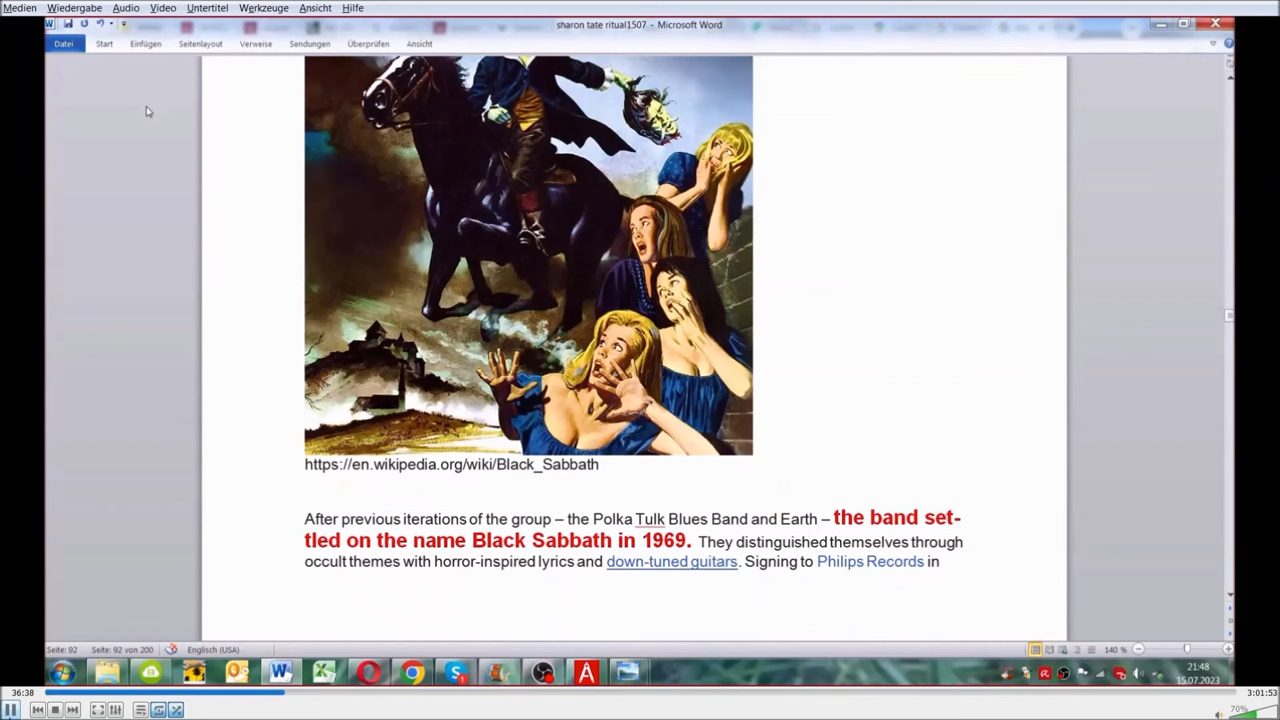 Medien Wiedergabe Audio Video Untertitel Werkzeuge Ansicht Hilfe
sharon tate ritual1507 - Microsoft Word
Datei Start Einfügen Seitenlayout Verweise Sendungen Überprüfen Ansicht
https://en.wikipedia.org/wiki/Black_Sabbath
After previous iterations of the group – the Polka Tulk Blues Band and Earth – the band set-
tled on the name Black Sabbath in 1969. They distinguished themselves through
occult themes with horror-inspired lyrics and down-tuned guitars. Signing to Philips Records in
Seite: 92 Seite: 92 von 200 Englisch (USA) 140 %
21:48
15.07.2023
36:38 3:01:53
70%